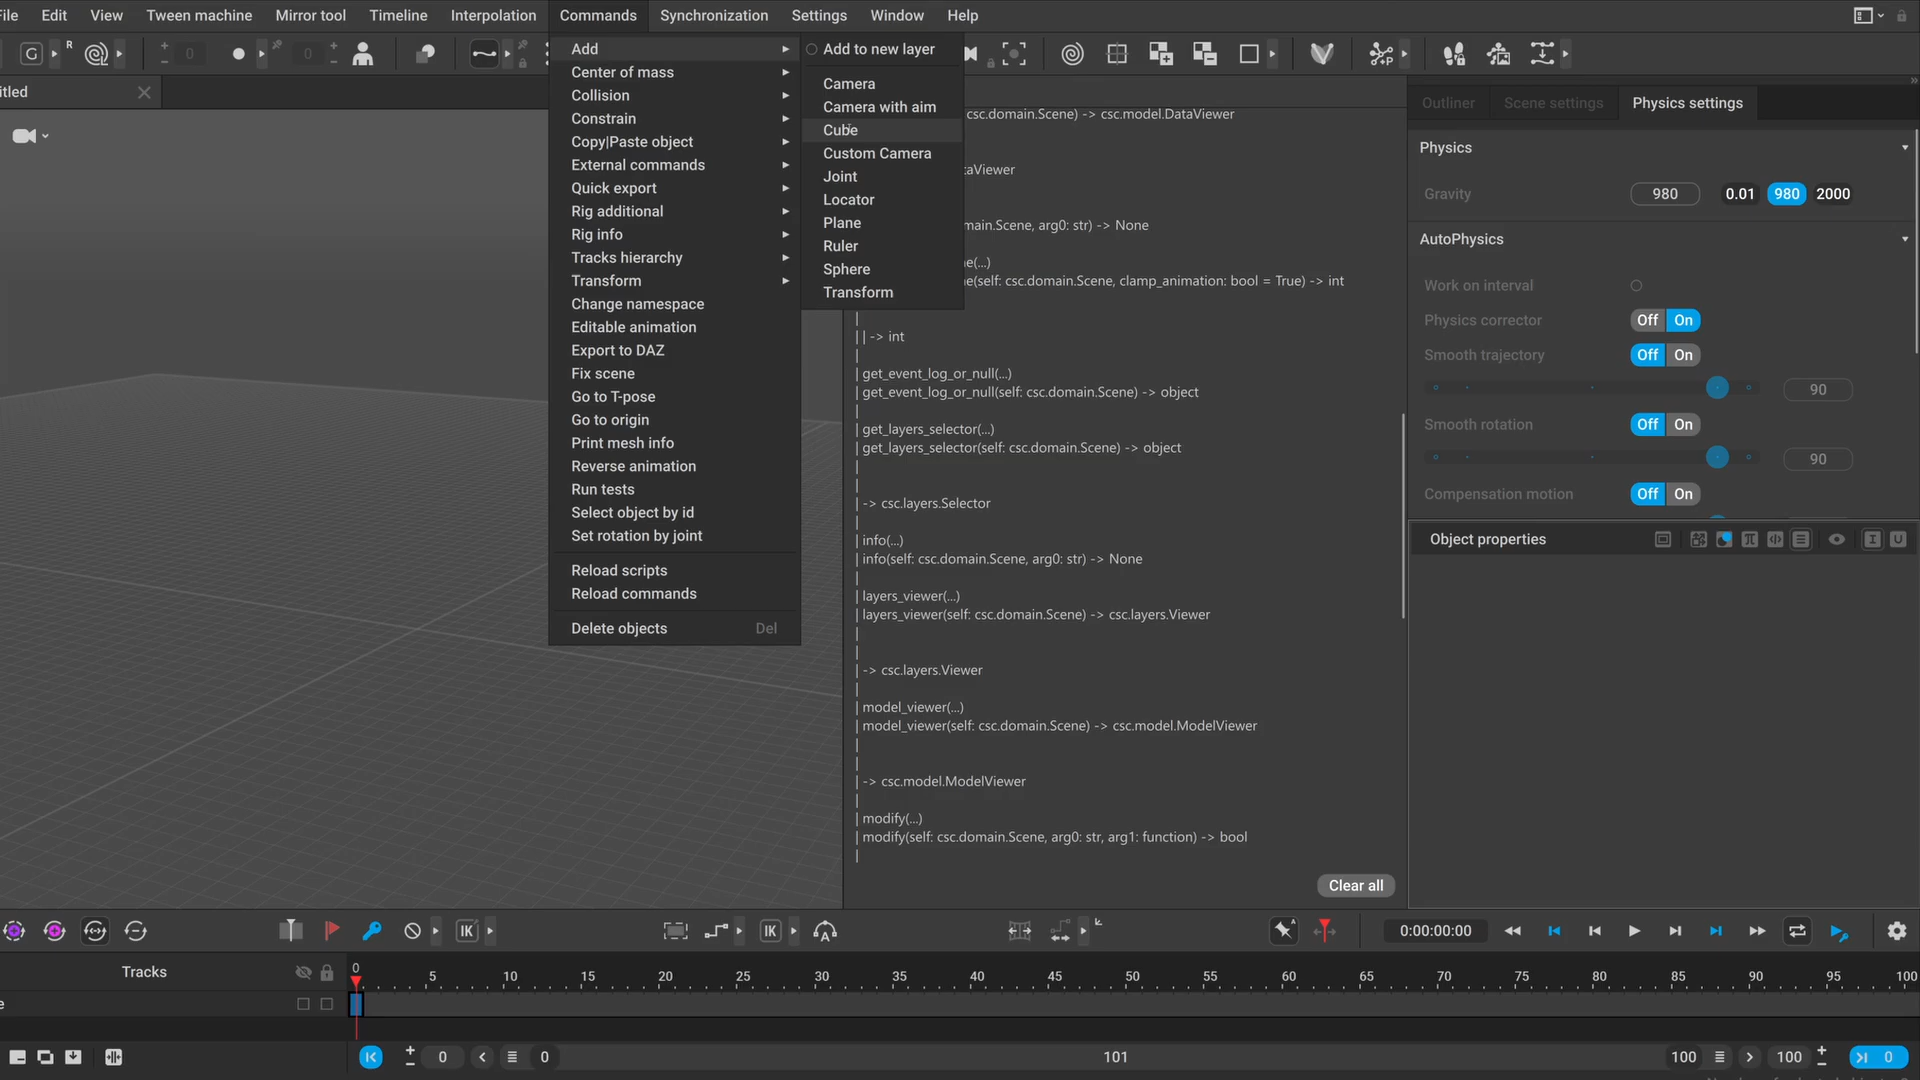 ile Edit View Tween machine Mirror tool Timeline Interpolation Commands Synchronization Settings Window Help
G R 0 0 P
itled
Add
Center of mass
Collision
Constrain
Copy|Paste object
External commands
Quick export
Rig additional
Rig info
Tracks hierarchy
Transform
Change namespace
Editable animation
Export to DAZ
Fix scene
Go to T-pose
Go to origin
Print mesh info
Reverse animation
Run tests
Select object by id
Set rotation by joint
Reload scripts
Reload commands
Delete objects Del
Add to new layer
Camera
Camera with aim
Cube
Custom Camera
Joint
Locator
Plane
Ruler
Sphere
Transform
csc.domain.Scene) -> csc.model.DataViewer
aViewer
main.Scene, arg0: str) -> None
ne(...)
ne(self: csc.domain.Scene, clamp_animation: bool = True) -> int
|
| | -> int
|
| get_event_log_or_null(...)
| get_event_log_or_null(self: csc.domain.Scene) -> object
|
| get_layers_selector(...)
| get_layers_selector(self: csc.domain.Scene) -> object
|
|
| -> csc.layers.Selector
|
| info(...)
| info(self: csc.domain.Scene, arg0: str) -> None
|
| layers_viewer(...)
| layers_viewer(self: csc.domain.Scene) -> csc.layers.Viewer
|
|
| -> csc.layers.Viewer
|
| model_viewer(...)
| model_viewer(self: csc.domain.Scene) -> csc.model.ModelViewer
|
|
| -> csc.model.ModelViewer
|
| modify(...)
| modify(self: csc.domain.Scene, arg0: str, arg1: function) -> bool
|
Clear all
Outliner Scene settings Physics settings
Physics
Gravity 980 0.01 980 2000
AutoPhysics
Work on interval
Physics corrector Off On
Smooth trajectory Off On
90
Smooth rotation Off On
90
Compensation motion Off On
Object properties
IK IK A 0:00:00:00
Tracks 0 5 10 15 20 25 30 35 40 45 50 55 60 65 70 75 80 85 90 95 100
e
0 0 101 100 100 0